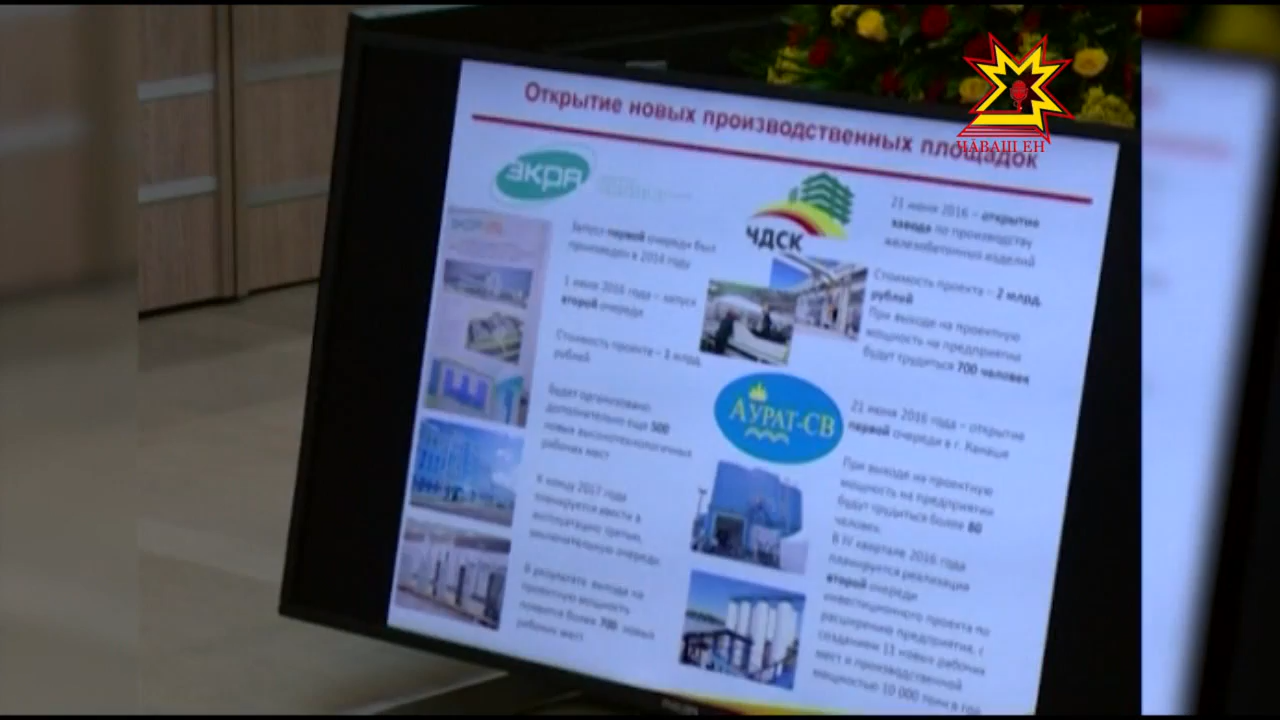 Открытие новых производственных площадок
ЧӐВАШ ЕН
ЭКРА
Запуск первой очереди был
произведен в 2014 году
1 июня 2016 года – запуск
второй очереди
Стоимость проекта – 1 млрд.
рублей
Будет организовано
дополнительно еще 500
новых высокотехнологичных
рабочих мест
К концу 2017 года
планируется ввести в
эксплуатацию третью,
заключительную очередь.
В результате выхода на
проектную мощность
появится более 700 новых
рабочих мест.
ЧДСК
21 июня 2016 – открытие
завода по производству
железобетонных изделий
Стоимость проекта – 2 млрд.
рублей
При выходе на проектную
мощность на предприятии
будут трудиться 700 человек
АУРАТ-СВ
21 июня 2016 года – открытие
первой очереди в г. Канаше
При выходе на проектную
мощность на предприятии
будут трудиться более 60
человек.
В IV квартале 2016 года
планируется реализация
второй очереди
инвестиционного проекта по
расширению предприятия, с
созданием 11 новых рабочих
мест и производственной
мощностью 10 000 тонн в год